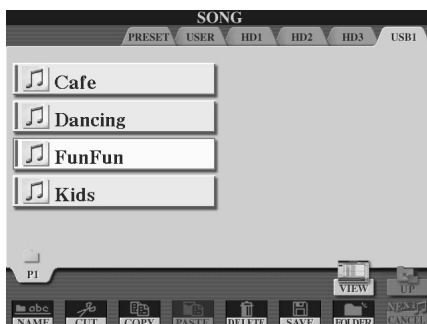 SONG
PRESET USER HD1 HD2 HD3 USB1
Cafe
Dancing
FunFun
Kids
P1
VIEW UP
abc NEXT
NAME CUT COPY PASTE DELETE SAVE FOLDER CANCEL